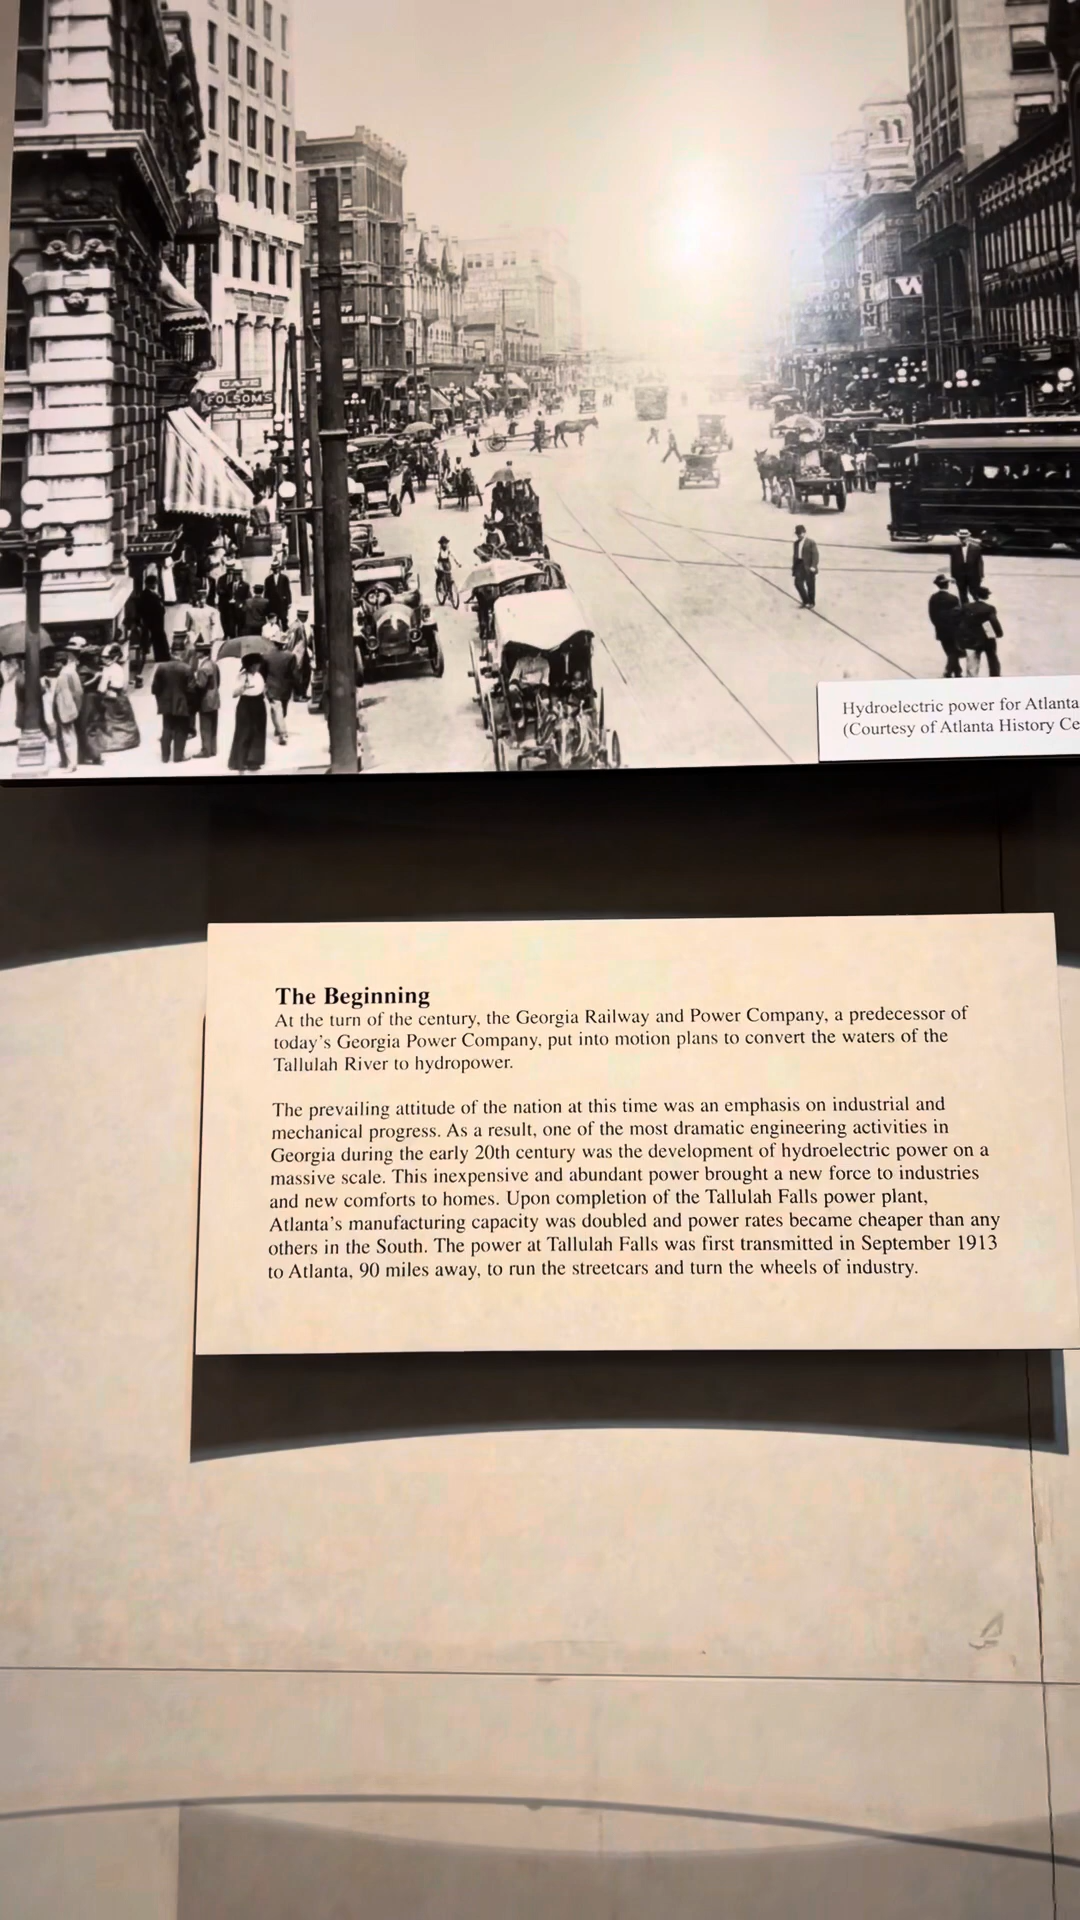 CAFE
FOLSOM'S
SIGN
W
Hydroelectric power for Atlanta
(Courtesy of Atlanta History Ce
The Beginning
At the turn of the century, the Georgia Railway and Power Company, a predecessor of
today's Georgia Power Company, put into motion plans to convert the waters of the
Tallulah River to hydropower.
The prevailing attitude of the nation at this time was an emphasis on industrial and
mechanical progress. As a result, one of the most dramatic engineering activities in
Georgia during the early 20th century was the development of hydroelectric power on a
massive scale. This inexpensive and abundant power brought a new force to industries
and new comforts to homes. Upon completion of the Tallulah Falls power plant,
Atlanta's manufacturing capacity was doubled and power rates became cheaper than any
others in the South. The power at Tallulah Falls was first transmitted in September 1913
to Atlanta, 90 miles away, to run the streetcars and turn the wheels of industry.